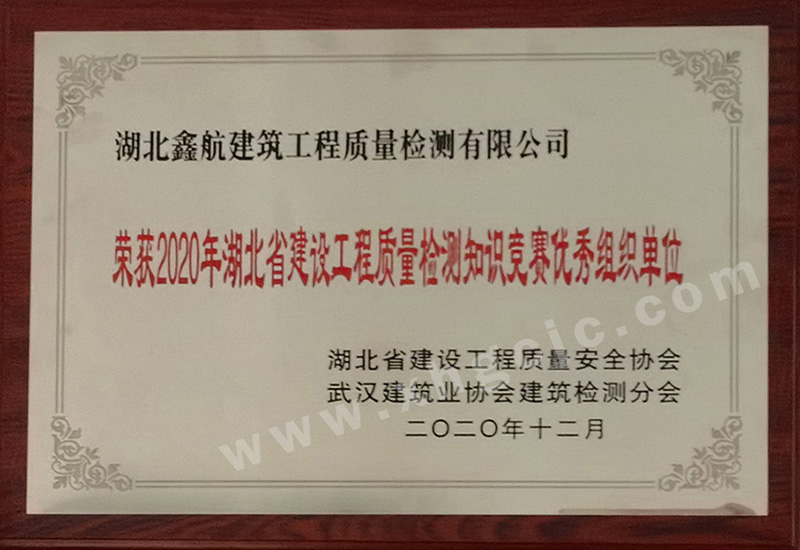 湖北鑫航建筑工程质量检测有限公司
荣获2020年湖北省建设工程质量检测知识竞赛优秀组织单位
湖北省建设工程质量安全协会
武汉建筑业协会建筑检测分会
二〇二〇年十二月